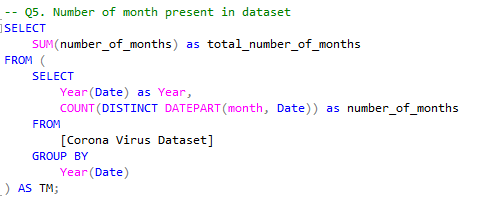 -- Q5. Number of month present in dataset
SELECT
SUM(number_of_months) as total_number_of_months
FROM (
SELECT
Year(Date) as Year,
COUNT(DISTINCT DATEPART(month, Date)) as number_of_months
FROM
[Corona Virus Dataset]
GROUP BY
Year(Date)
) AS TM;